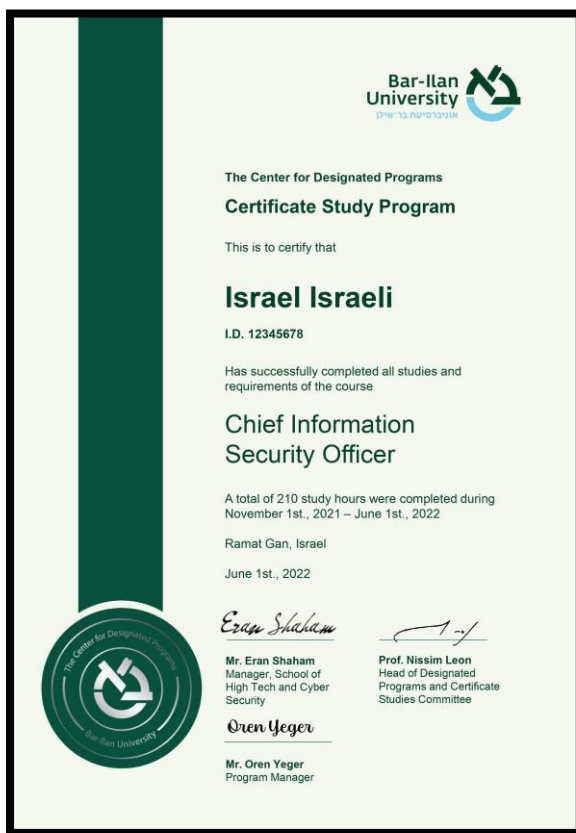 Bar-Ilan
University
אוניברסיטת בר־אילן
The Center for Designated Programs
Certificate Study Program
This is to certify that
Israel Israeli
I.D. 12345678
Has successfully completed all studies and
requirements of the course
Chief Information
Security Officer
A total of 210 study hours were completed during
November 1st., 2021 – June 1st., 2022
Ramat Gan, Israel
June 1st., 2022
Eran Shaham
Mr. Eran Shaham
Manager, School of
High Tech and Cyber
Security
Prof. Nissim Leon
Head of Designated
Programs and Certificate
Studies Committee
Oren Yeger
Mr. Oren Yeger
Program Manager
The Center for Designated Programs
Bar-Ilan University